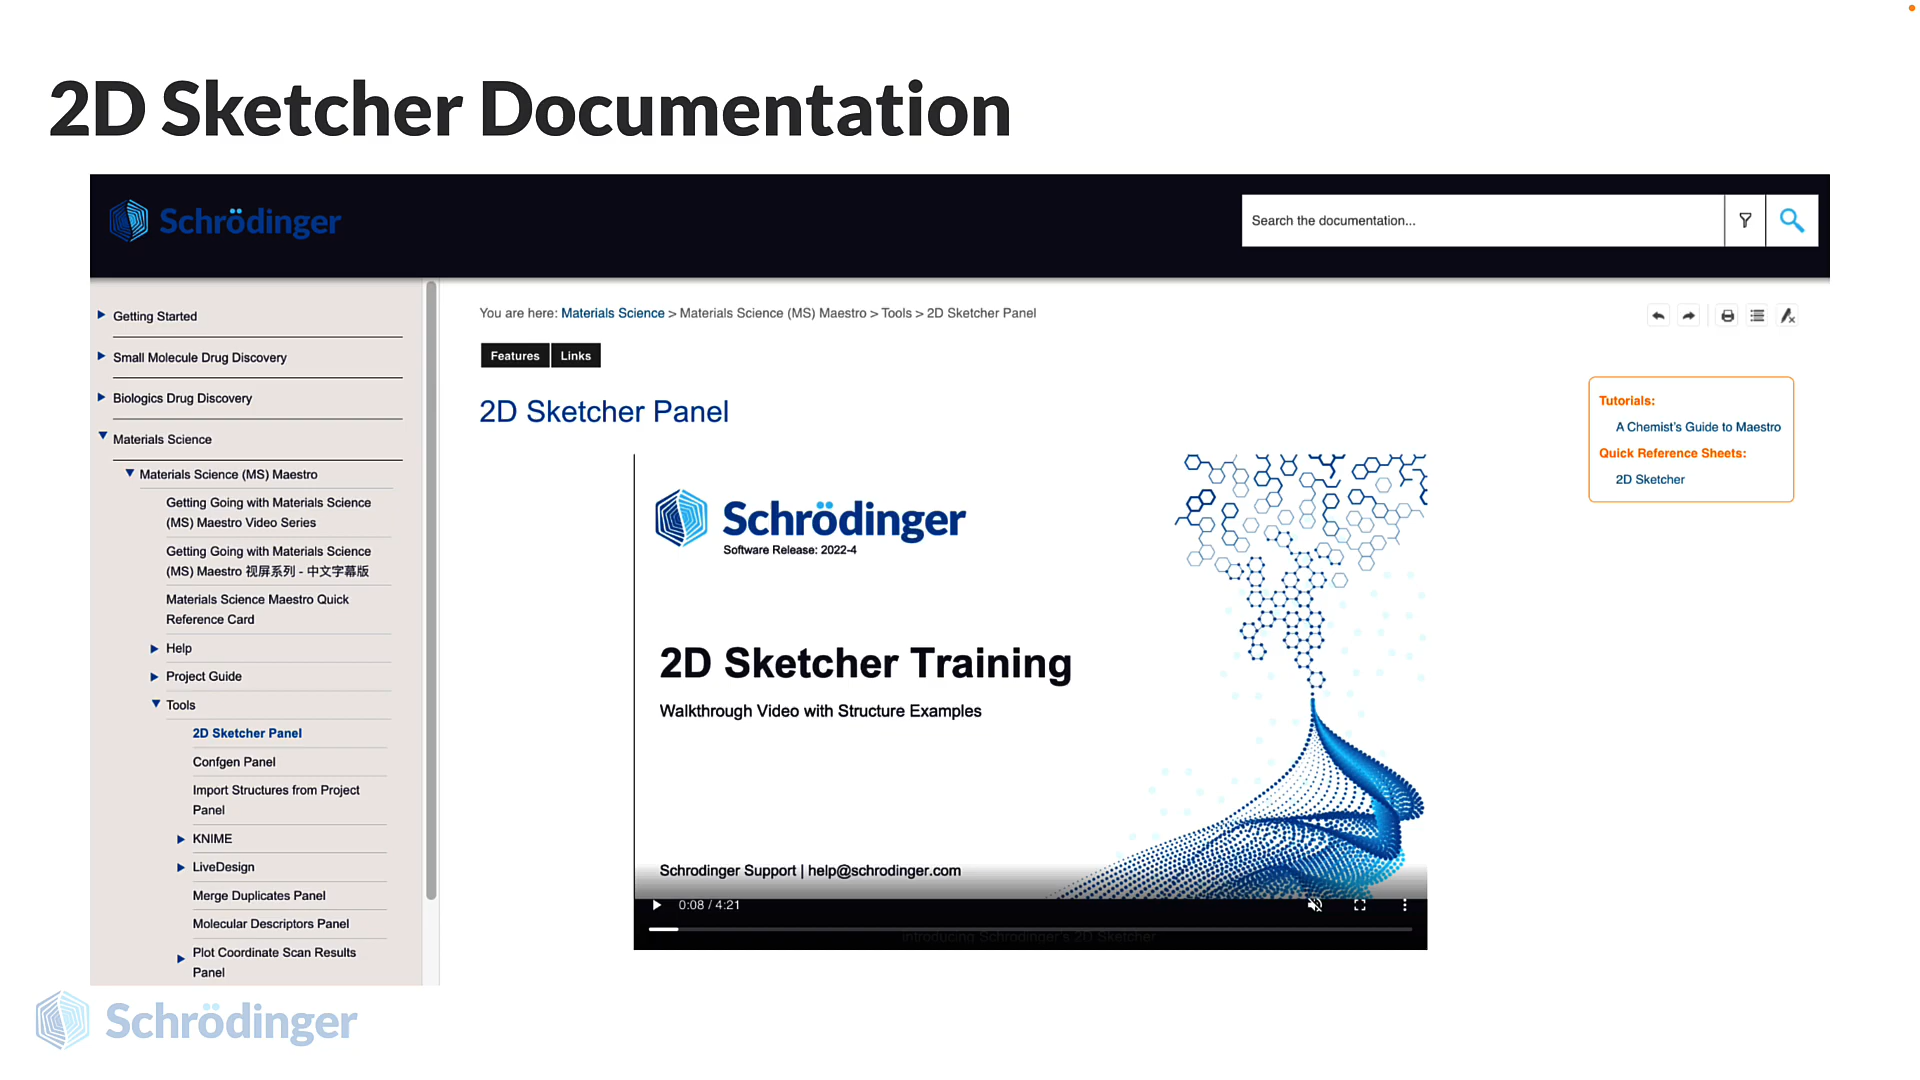 2D Sketcher Documentation
Schrödinger
Search the documentation...
Getting Started
Small Molecule Drug Discovery
Biologics Drug Discovery
Materials Science
Materials Science (MS) Maestro
Getting Going with Materials Science
(MS) Maestro Video Series
Getting Going with Materials Science
(MS) Maestro 视屏系列 - 中文字幕版
Materials Science Maestro Quick
Reference Card
Help
Project Guide
Tools
2D Sketcher Panel
Confgen Panel
Import Structures from Project
Panel
KNIME
LiveDesign
Merge Duplicates Panel
Molecular Descriptors Panel
Plot Coordinate Scan Results
Panel
You are here: Materials Science > Materials Science (MS) Maestro > Tools > 2D Sketcher Panel
Features Links
2D Sketcher Panel
Tutorials:
A Chemist's Guide to Maestro
Quick Reference Sheets:
2D Sketcher
Schrödinger
Software Release: 2022-4
2D Sketcher Training
Walkthrough Video with Structure Examples
Schrodinger Support | help@schrodinger.com
0:08 / 4:21
Introducing Schrodinger's 2D Sketcher
Schrödinger